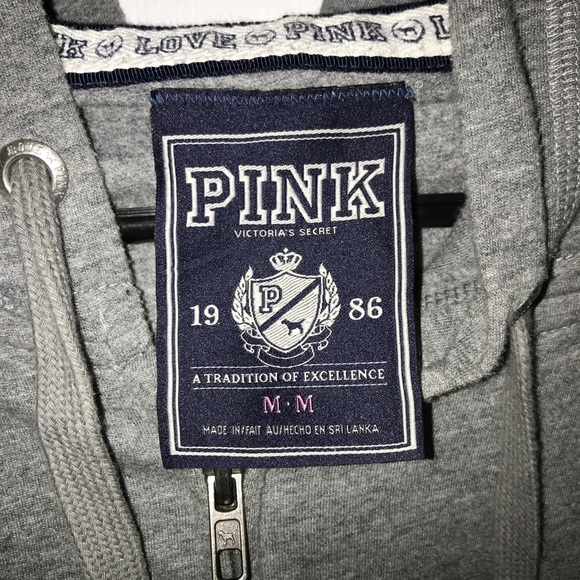 K LOVE PINK L
PINK
VICTORIA'S SECRET
P
19 86
A TRADITION OF EXCELLENCE
M·M
MADE IN/FAIT AU/HECHO EN SRI LANKA